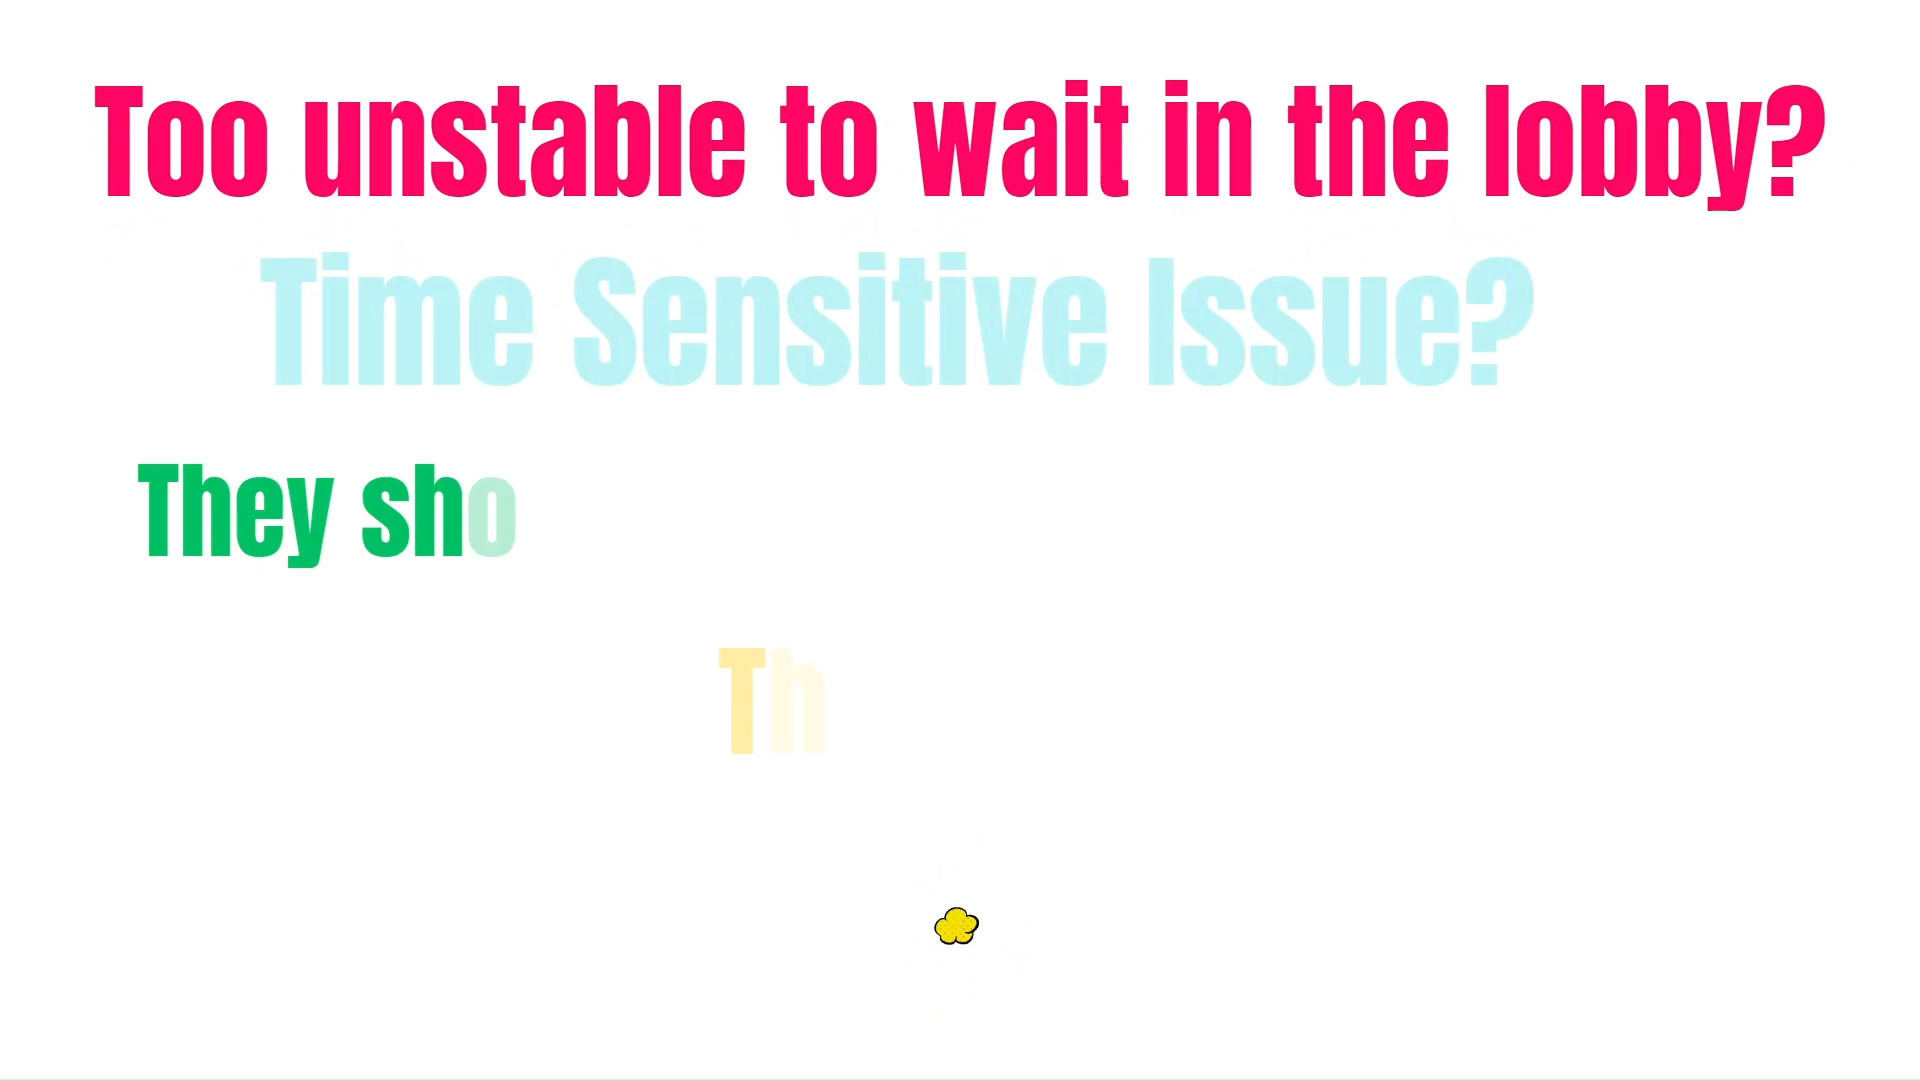 Too unstable to wait in the lobby?
Time Sensitive Issue?
They sho
Th